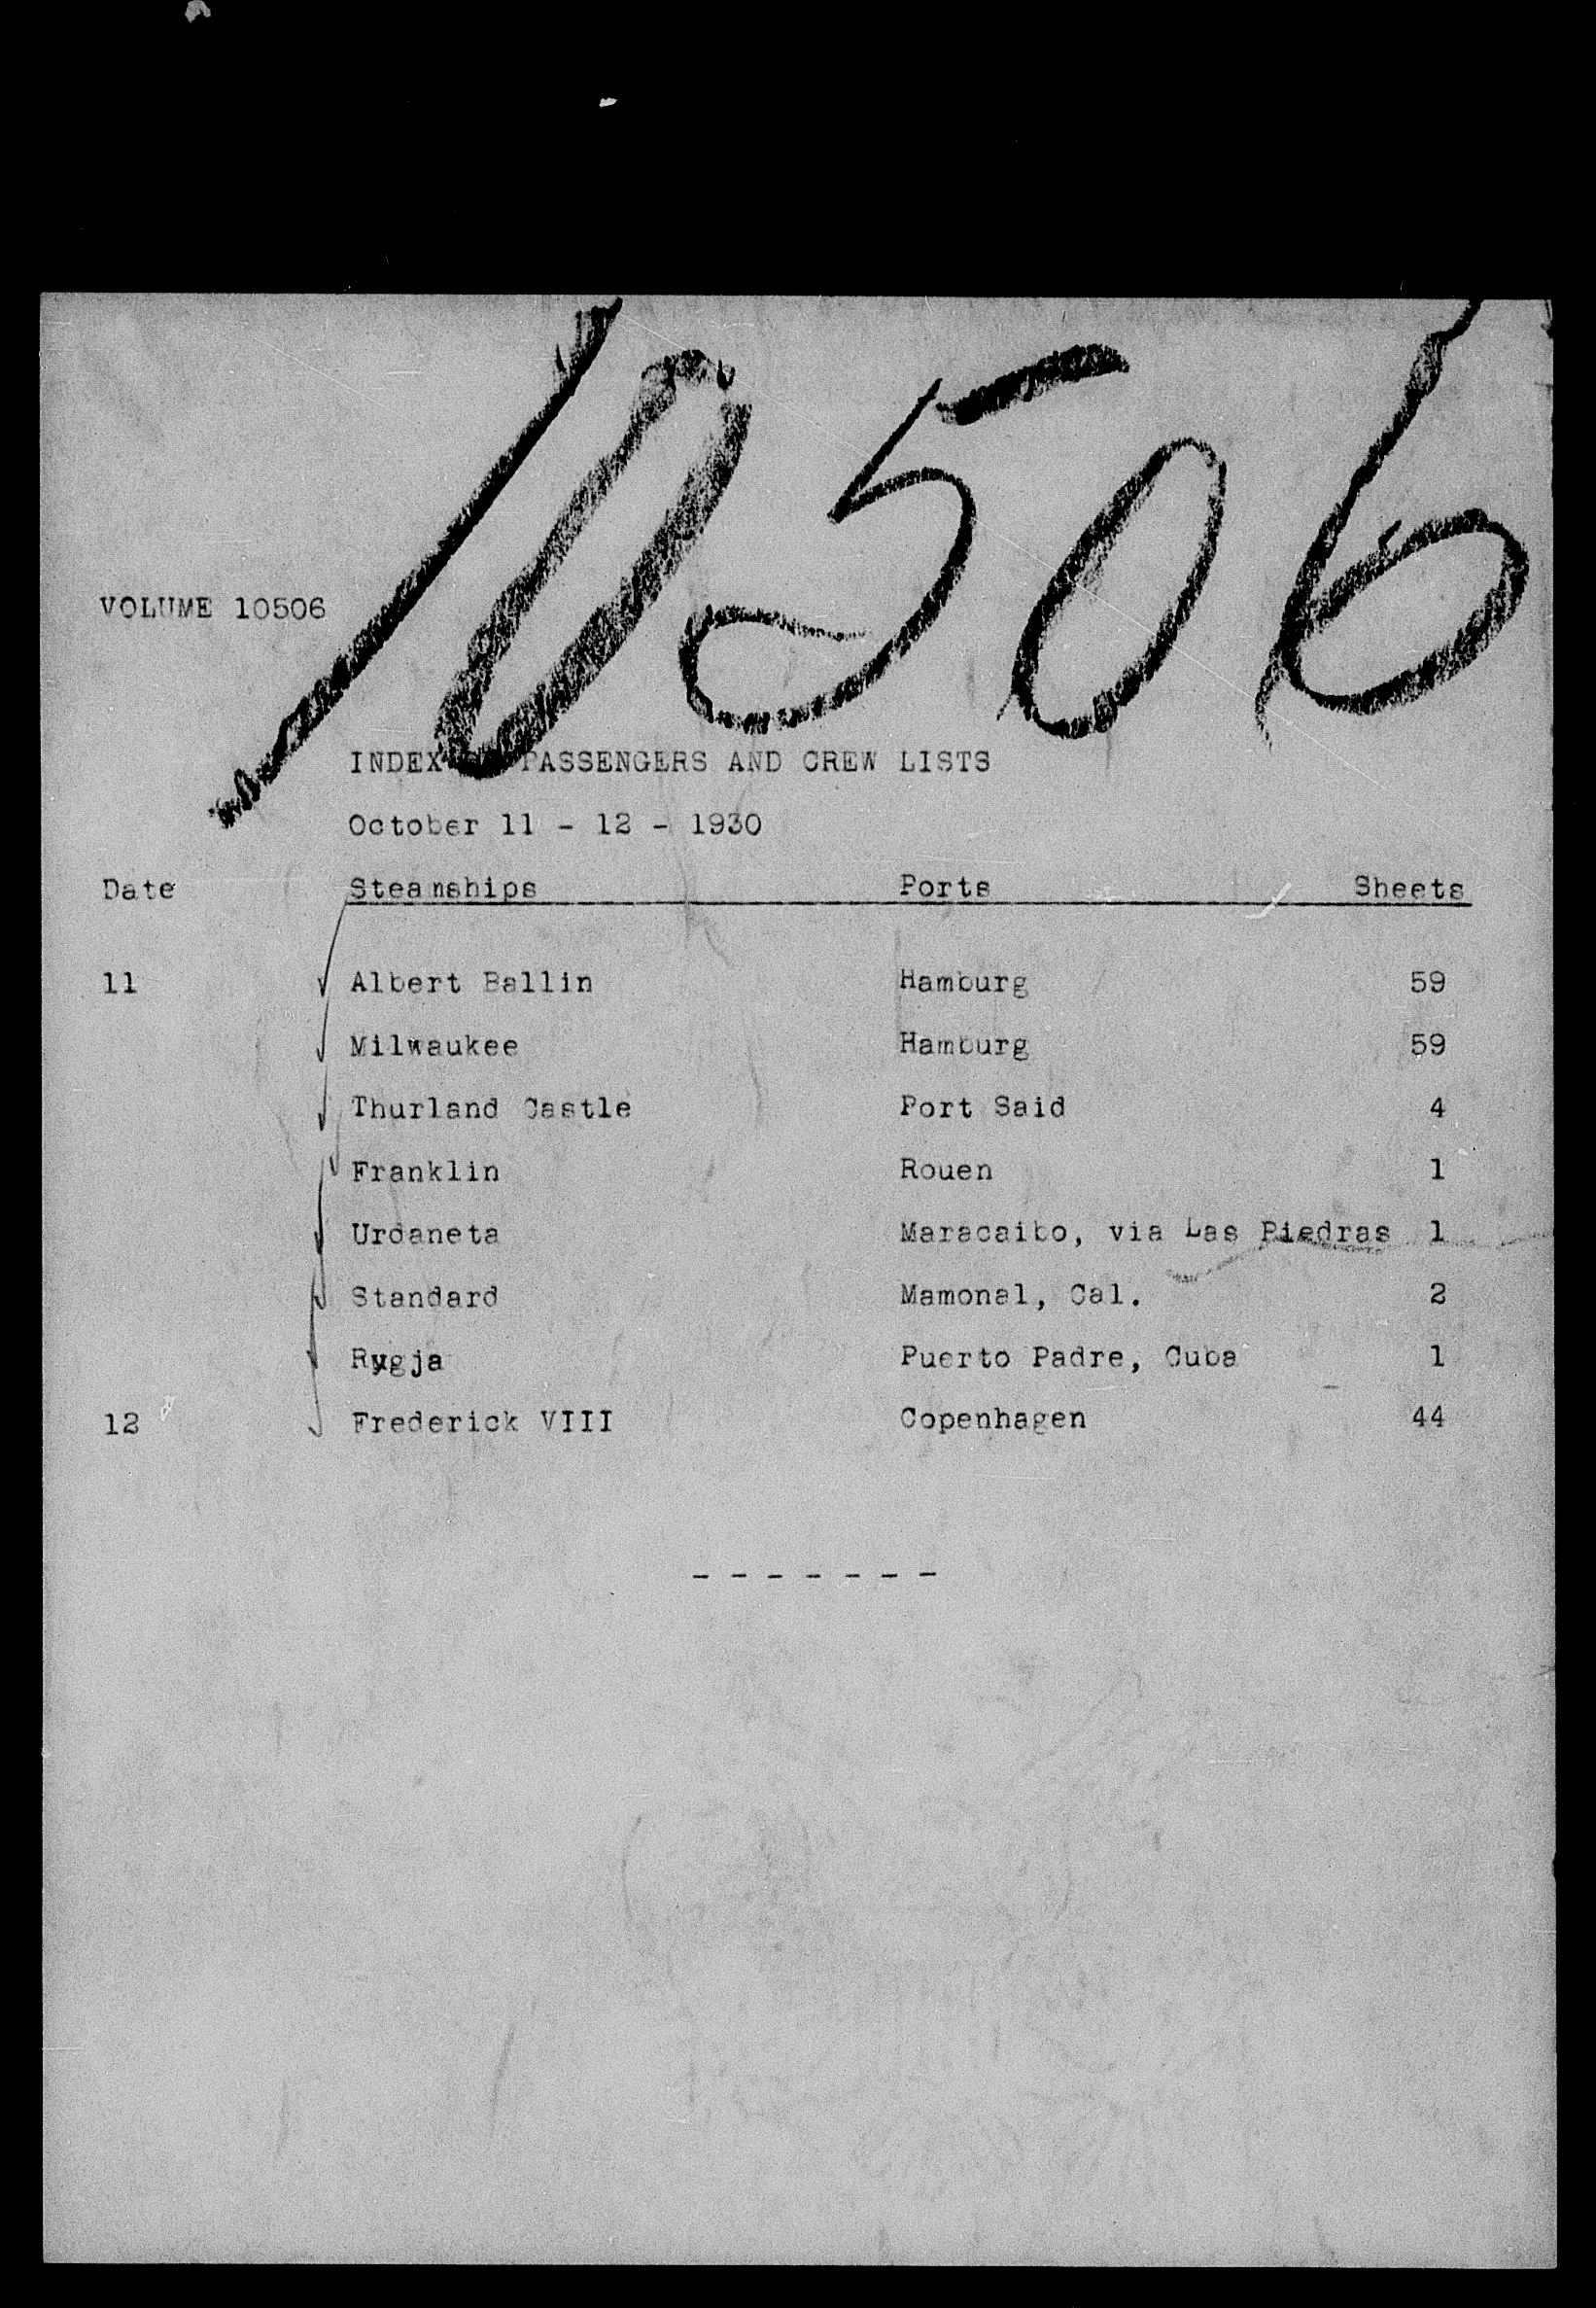 10506
VOLUME 10506
INDEX PASSENGERS AND CREW LISTS
October 11 - 12 - 1930
Date Steamships Ports Sheets
11 Albert Ballin Hamburg 59
Milwaukee Hamburg 59
Thurland Castle Port Said 4
Franklin Rouen 1
Urdaneta Maracaibo, via Las Piedras 1
Standard Mamonal, Cal. 2
Rygja Puerto Padre, Cuba 1
12 Frederick VIII Copenhagen 44
- - - - - - -